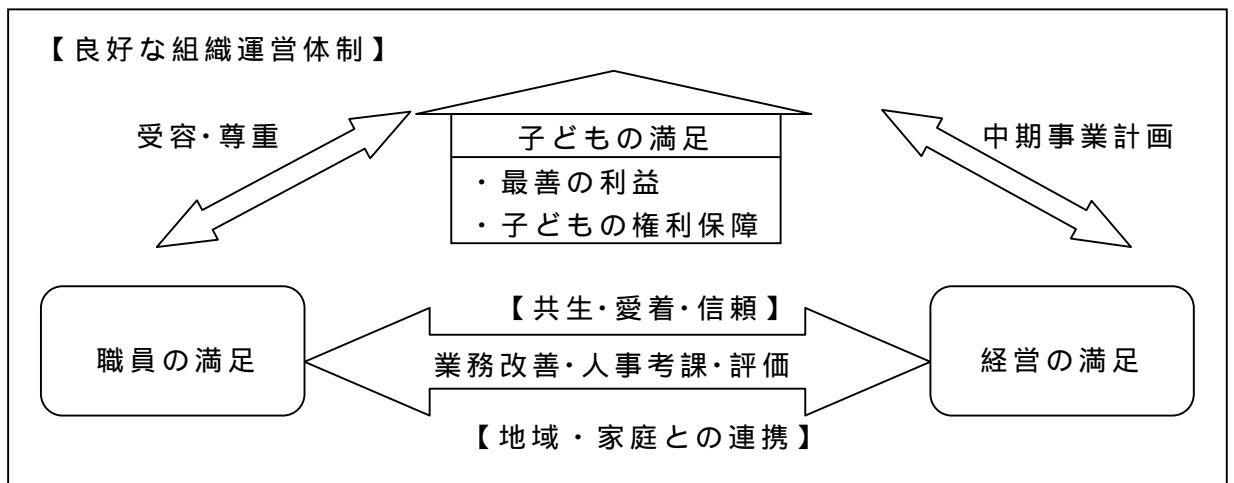 【良好な組織運営体制】
受容・尊重
子どもの満足
中期事業計画
・最善の利益
・子どもの権利保障
【共生・愛着・信頼】
職員の満足
業務改善・人事考課・評価
経営の満足
【地域・家庭との連携】